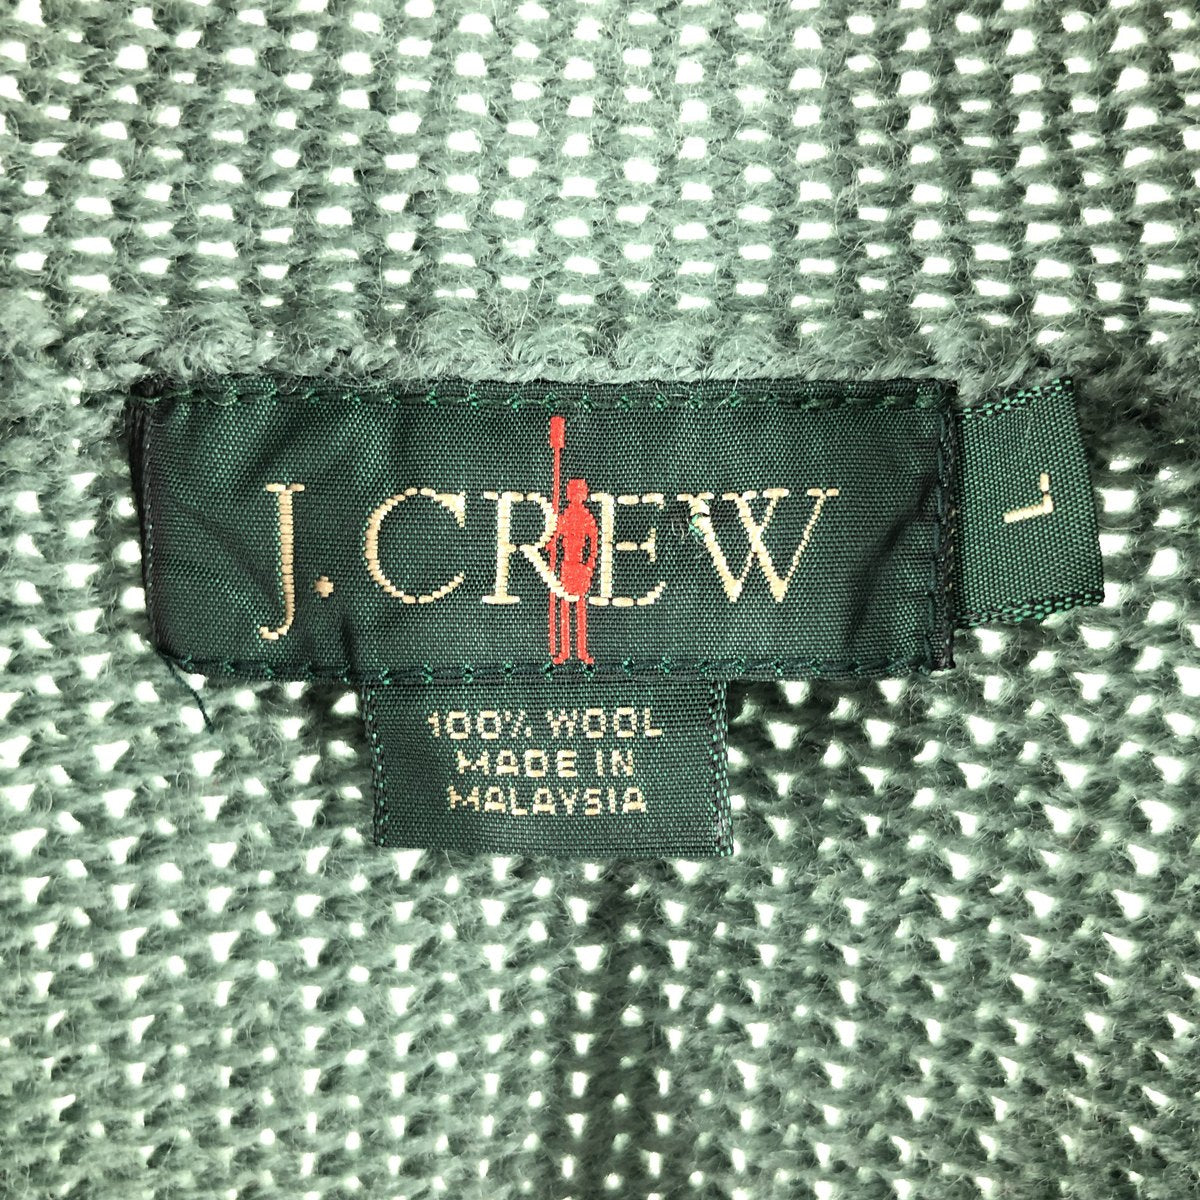 J.CREW
L
100% WOOL
MADE IN
MALAYSIA